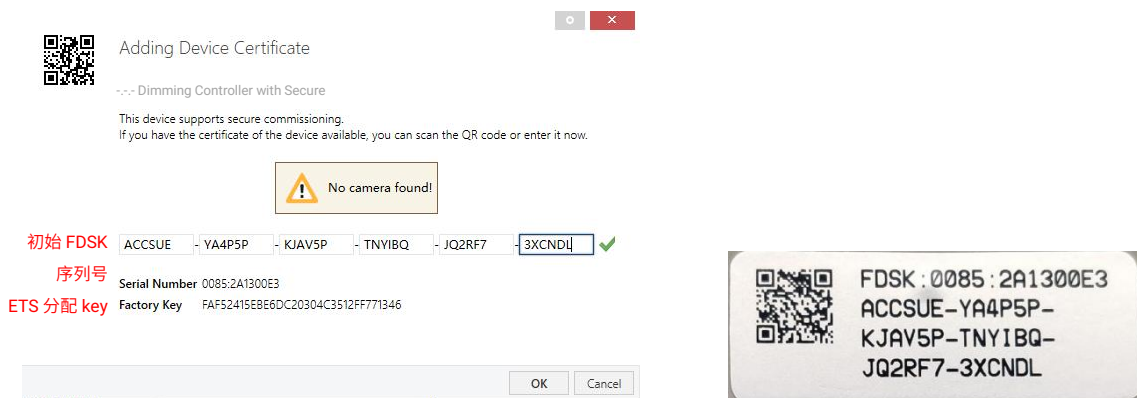 Adding Device Certificate
-.-.- Dimming Controller with Secure
This device supports secure commissioning.
If you have the certificate of the device available, you can scan the QR code or enter it now.
No camera found!
初始 FDSK ACCSUE - YA4P5P - KJAV5P - TNYIBQ - JQ2RF7 - 3XCNDL
序列号 Serial Number 0085:2A1300E3
ETS 分配 key Factory Key FAF52415EBE6DC20304C3512FF771346
OK Cancel
FDSK:0085:2A1300E3
ACCSUE-YA4P5P-
KJAV5P-TNYIBQ-
JQ2RF7-3XCNDL